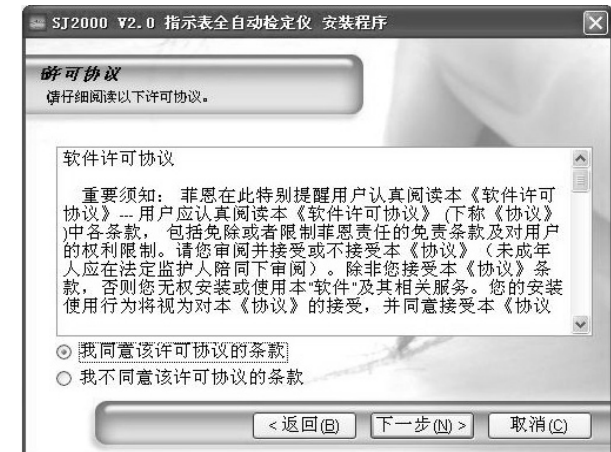 SJ2000 V2.0 指示表全自动检定仪 安装程序
许可协议
请仔细阅读以下许可协议。
软件许可协议
重要须知： 菲恩在此特别提醒用户认真阅读本《软件许可
协议》--- 用户应认真阅读本《软件许可协议》（下称《协议》
)中各条款， 包括免除或者限制菲恩责任的免责条款及对用户
的权利限制。请您审阅并接受或不接受本《协议》（未成年
人应在法定监护人陪同下审阅）。除非您接受本《协议》条
款，否则您无权安装或使用本"软件"及其相关服务。您的安装
使用行为将视为对本《协议》的接受，并同意接受本《协议
我同意该许可协议的条款
我不同意该许可协议的条款
<返回(B)
下一步(N)>
取消(C)